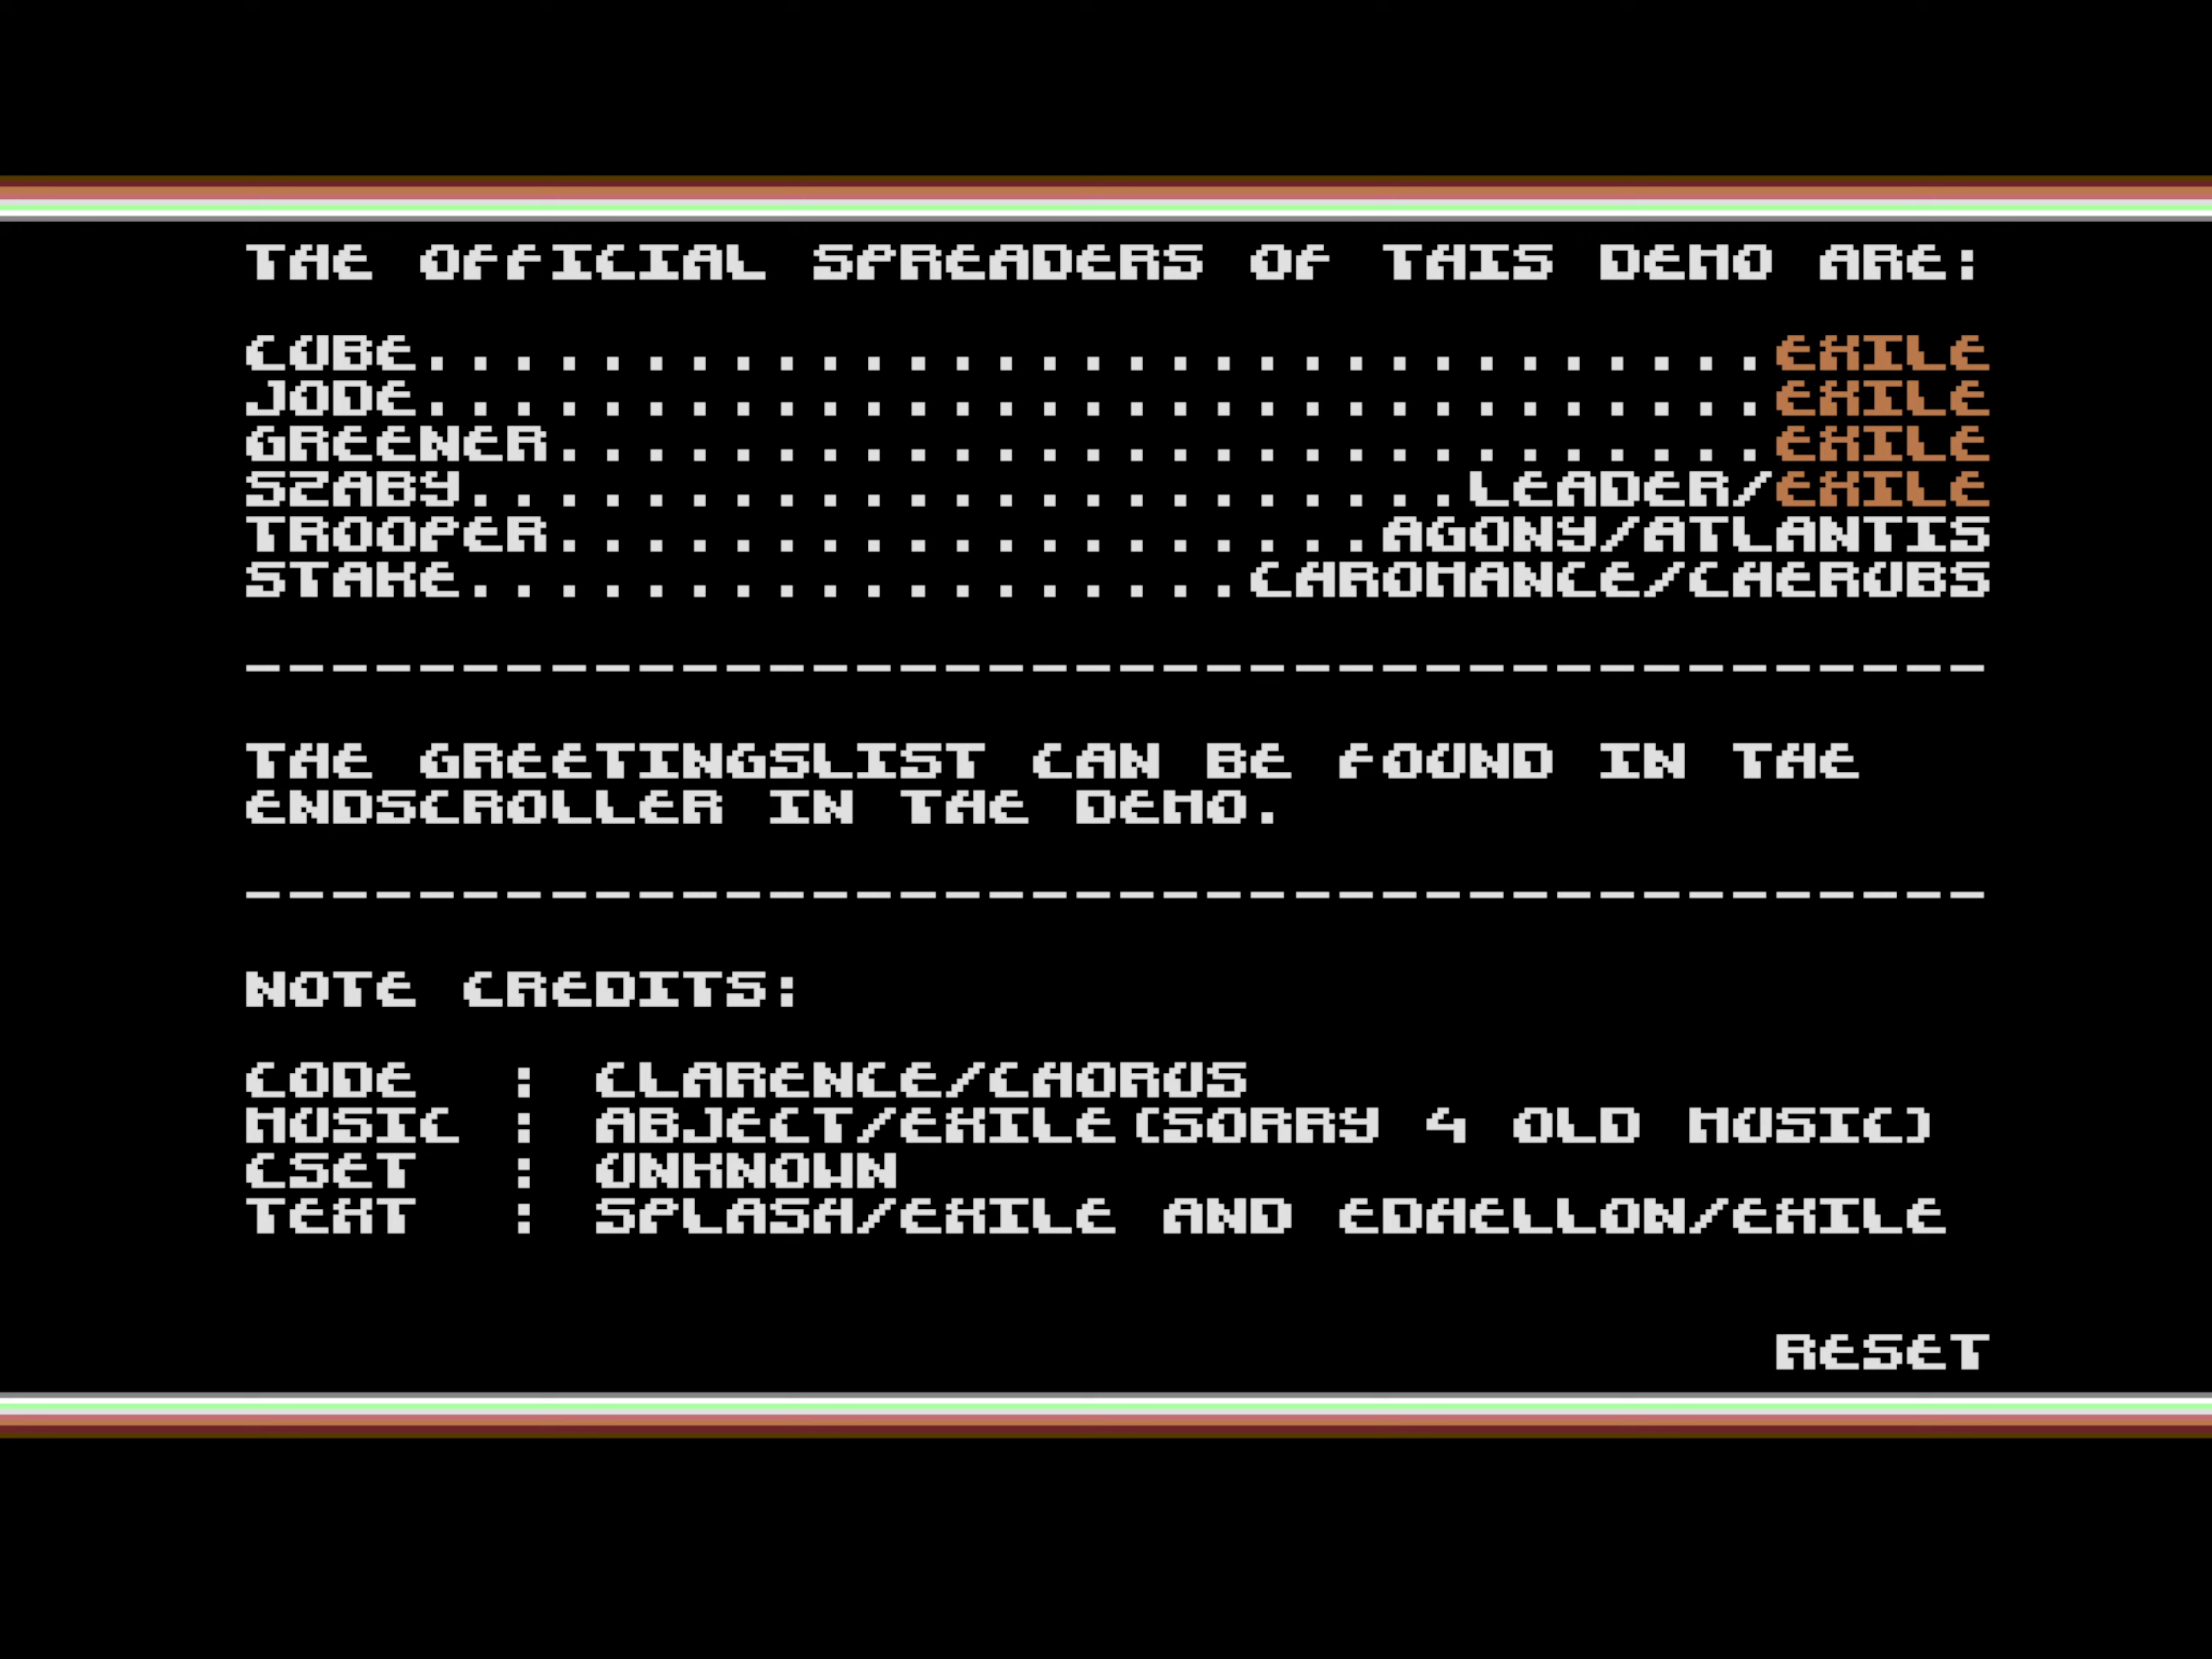 THE OFFICIAL SPREADERS OF THIS DEMO ARE:
CUBE...............................EXILE
JODE...............................EXILE
GREENER............................EXILE
SZABY.......................LEADER/EXILE
TROOPER...................AGONY/ATLANTIS
STAKE..................CHROMANCE/CHERUBS
----------------------------------------
THE GREETINGSLIST CAN BE FOUND IN THE
ENDSCROLLER IN THE DEMO.
----------------------------------------
NOTE CREDITS:
CODE  : CLARENCE/CHORUS
MUSIC : ABJECT/EXILE(SORRY 4 OLD MUSIC)
CSET  : UNKNOWN
TEXT  : SPLASH/EXILE AND EDHELLON/EXILE
RESET